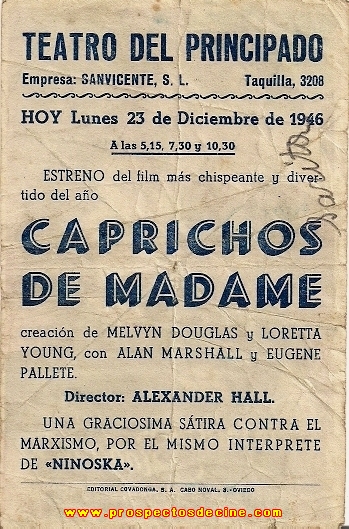 TEATRO DEL PRINCIPADO
Empresa: SANVICENTE, S. L. Taquilla, 3208
HOY Lunes 23 de Diciembre de 1946
A las 5,15, 7,30 y 10,30
ESTRENO del film más chispeante y diver-
tido del año
CAPRICHOS
DE MADAME
creación de MELVYN DOUGLAS y LORETTA
YOUNG, con ALAN MARSHALL y EUGENE
PALLETE.
Director: ALEXANDER HALL.
UNA GRACIOSIMA SÁTIRA CONTRA EL
MARXISMO, POR EL MISMO INTERPRETE
DE «NINOSKA».
EDITORIAL COVADONGA, S. A. CABO NOVAL, 5.-OVIEDO
www.prospectosdecine.com